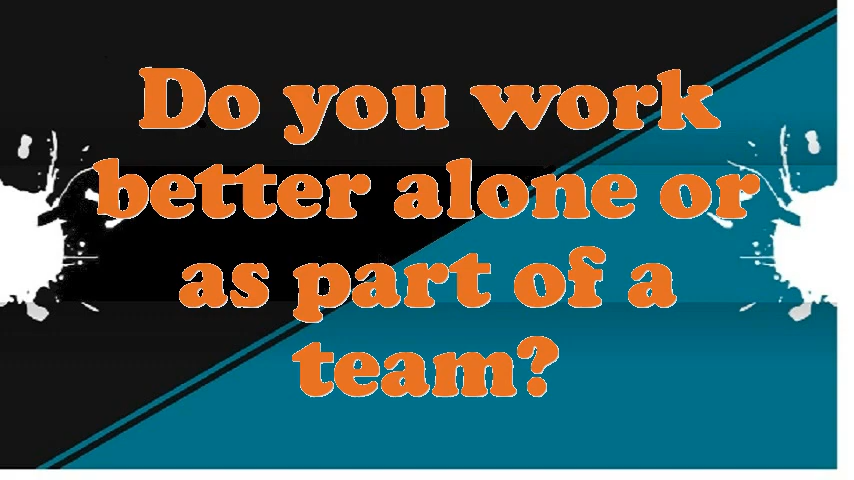 Do you work
better alone or
as part of a
team?